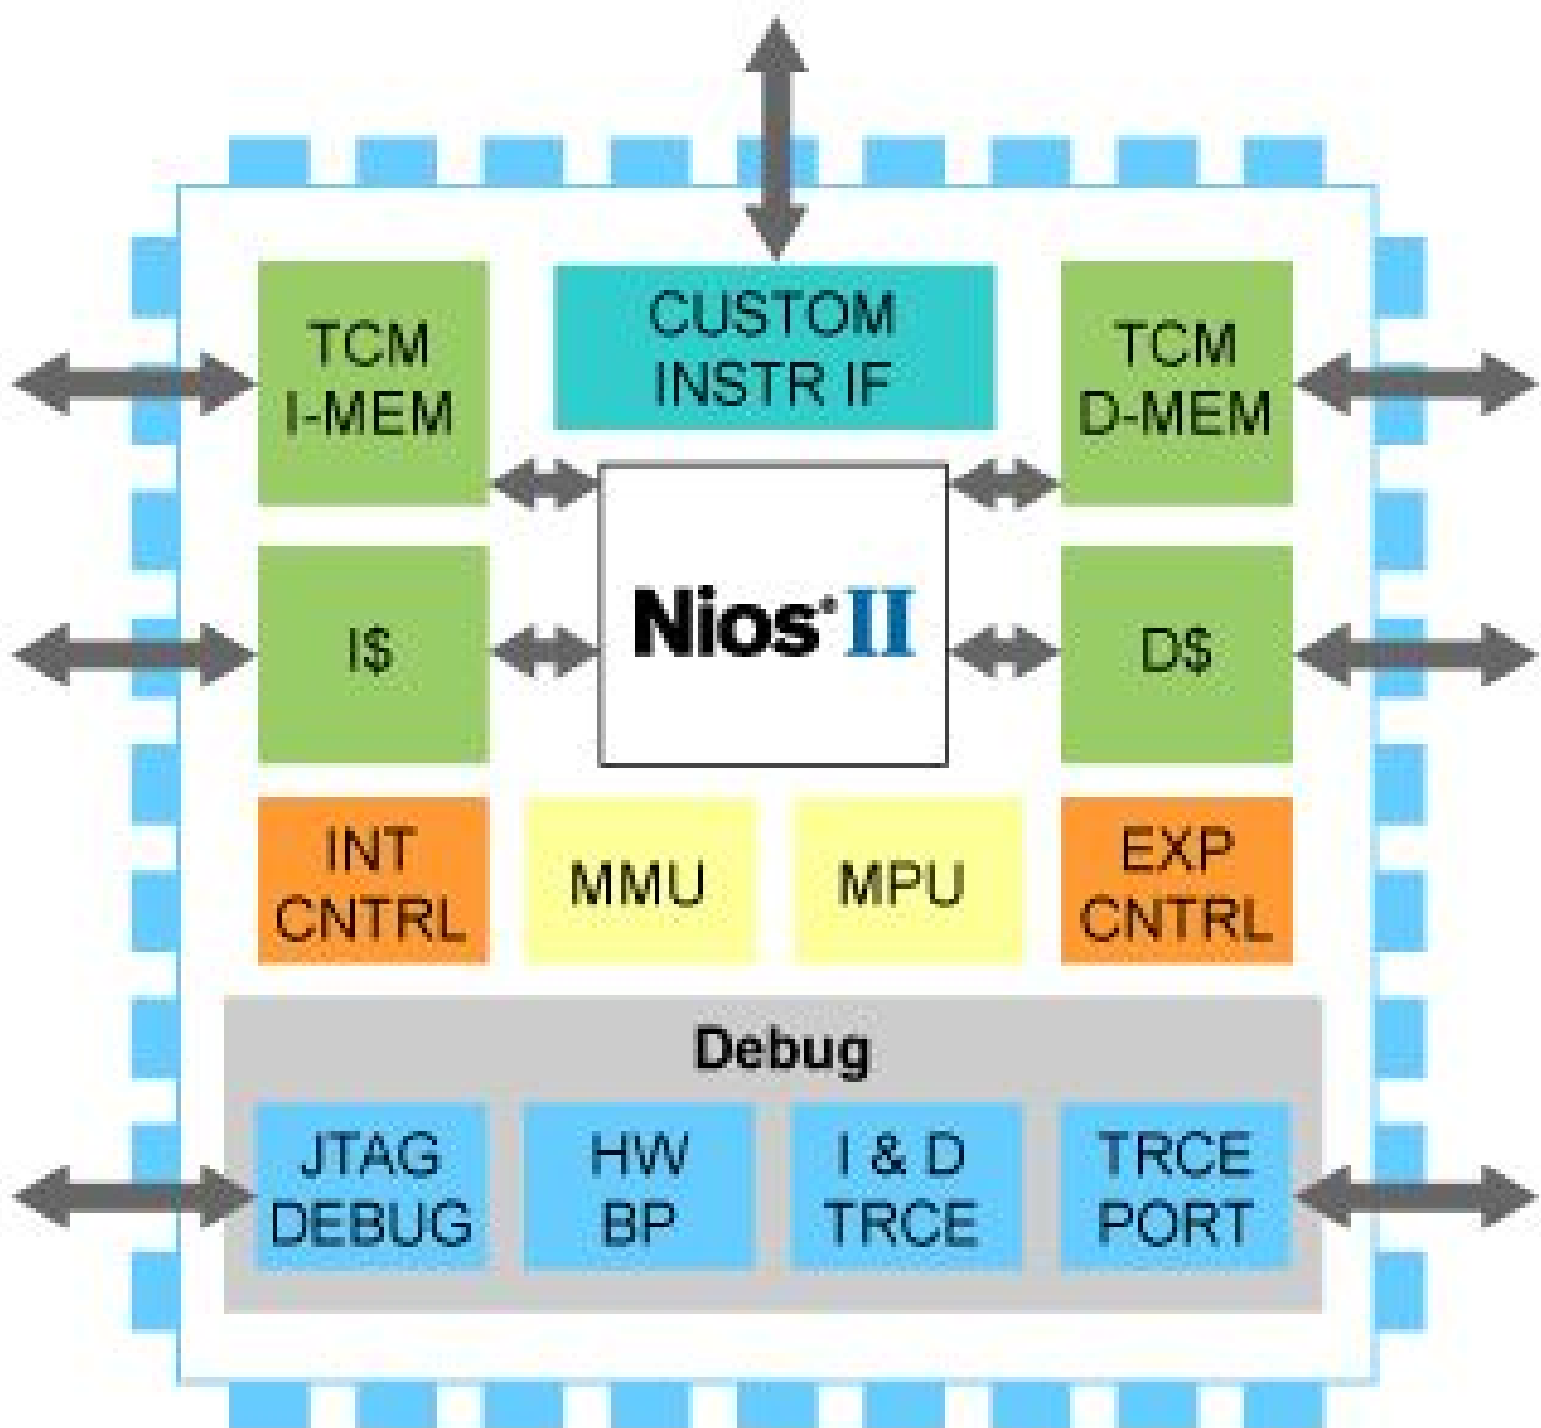 CUSTOM
INSTR IF
TCM
I-MEM
TCM
D-MEM
Nios® II
I$
D$
INT
CNTRL
MMU
MPU
EXP
CNTRL
Debug
JTAG
DEBUG
HW
BP
I & D
TRCE
TRCE
PORT